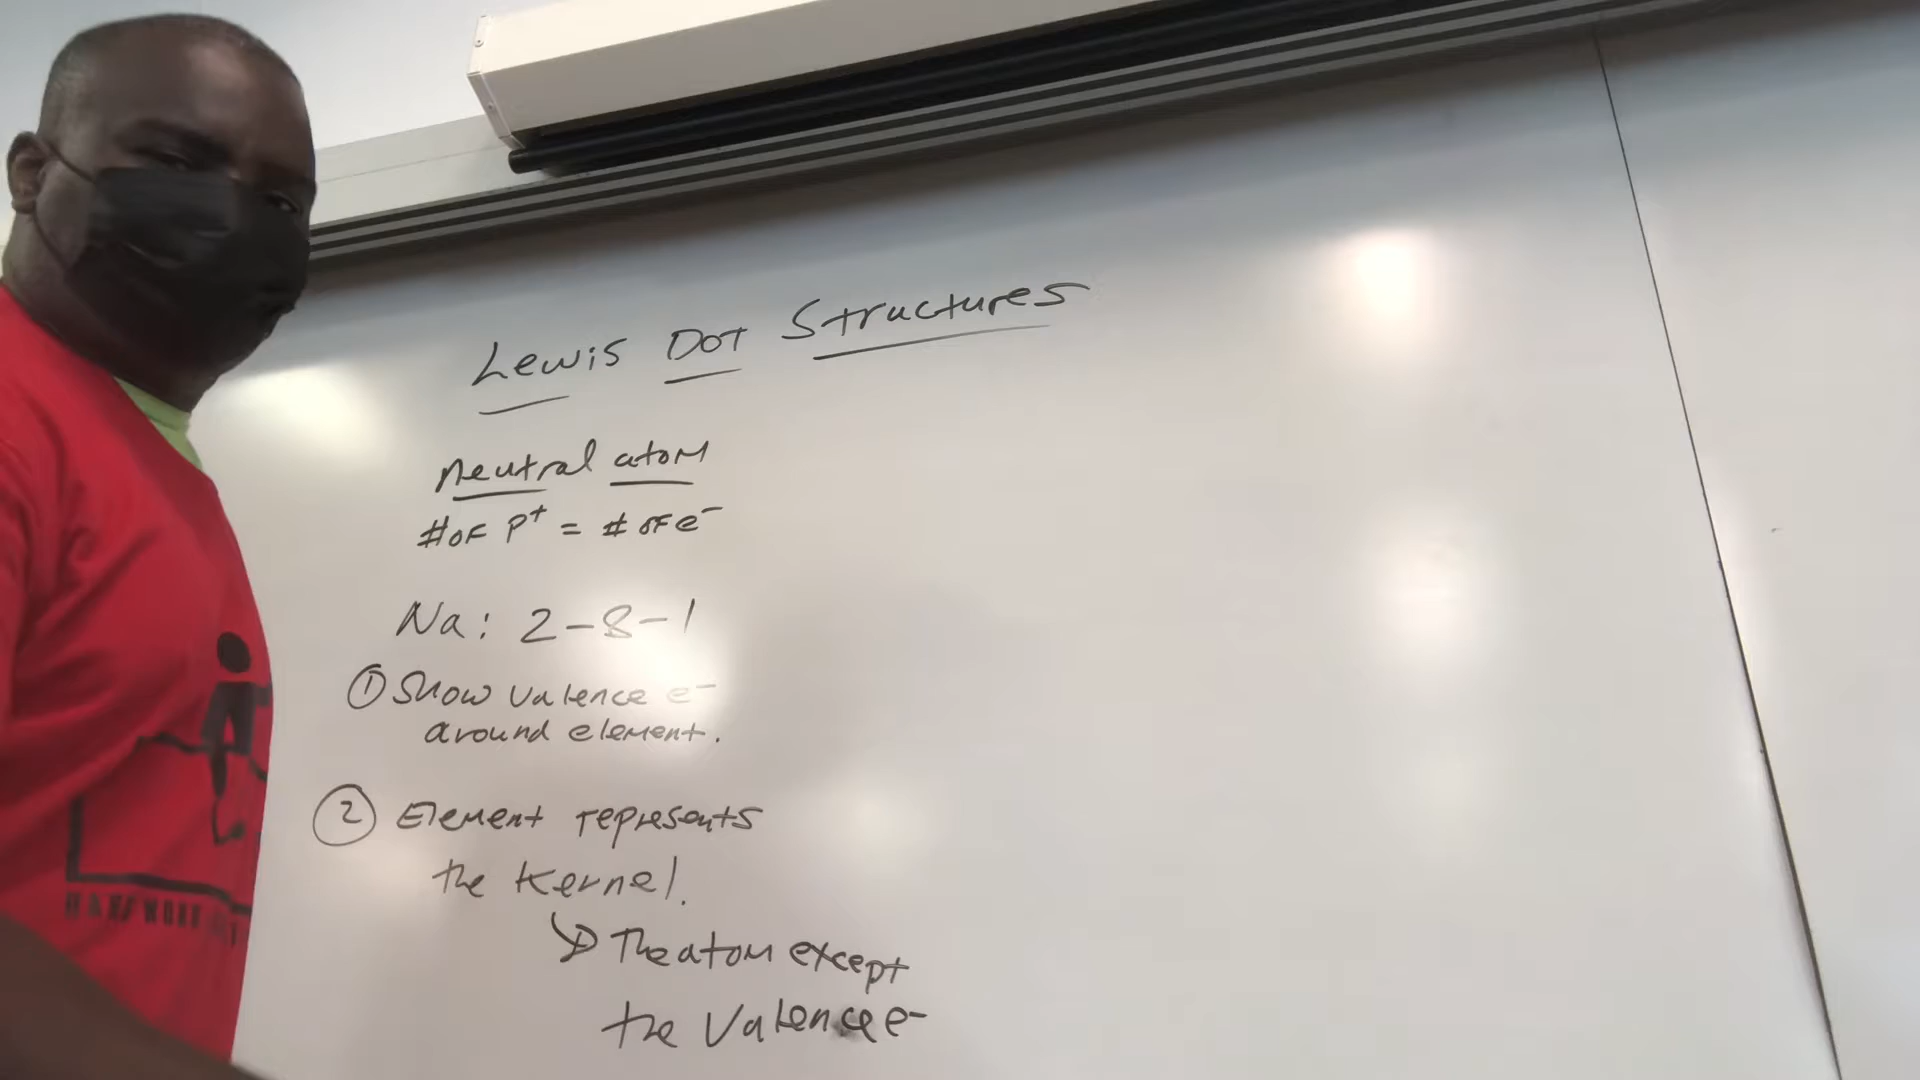 Lewis Dot Structures
neutral atom
# of P⁺ = # of e⁻
Na: 2-8-1
① Show valence e⁻
around element.
② Element represents
the Kernel.
↳ The atom except
the Valence e⁻